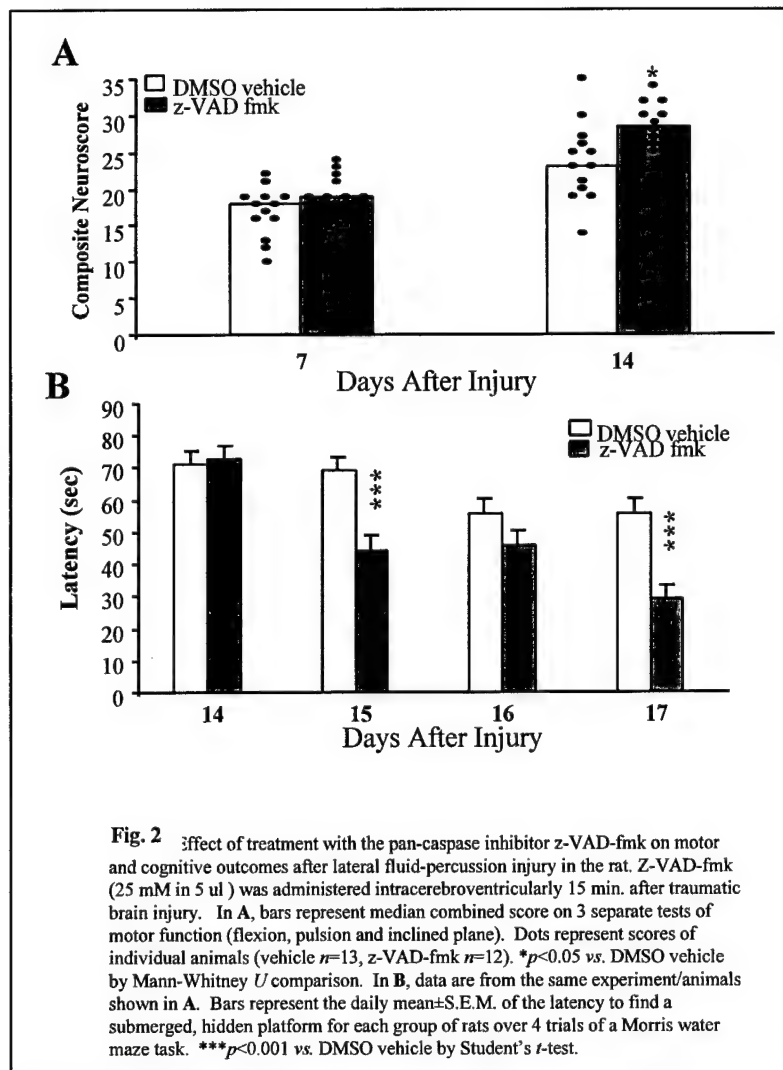 A
DMSO vehicle
z-VAD fmk
*
35
30
25
20
15
10
5
0
Composite Neuroscore
7
14
Days After Injury
B
DMSO vehicle
z-VAD fmk
90
80
70
60
50
40
30
20
10
0
Latency (sec)
***
***
14
15
16
17
Days After Injury
Fig. 2 Effect of treatment with the pan-caspase inhibitor z-VAD-fmk on motor
and cognitive outcomes after lateral fluid-percussion injury in the rat. Z-VAD-fmk
(25 mM in 5 ul ) was administered intracerebroventricularly 15 min. after traumatic
brain injury. In A, bars represent median combined score on 3 separate tests of
motor function (flexion, pulsion and inclined plane). Dots represent scores of
individual animals (vehicle n=13, z-VAD-fmk n=12). *p<0.05 vs. DMSO vehicle
by Mann-Whitney U comparison. In B, data are from the same experiment/animals
shown in A. Bars represent the daily mean±S.E.M. of the latency to find a
submerged, hidden platform for each group of rats over 4 trials of a Morris water
maze task. ***p<0.001 vs. DMSO vehicle by Student's t-test.